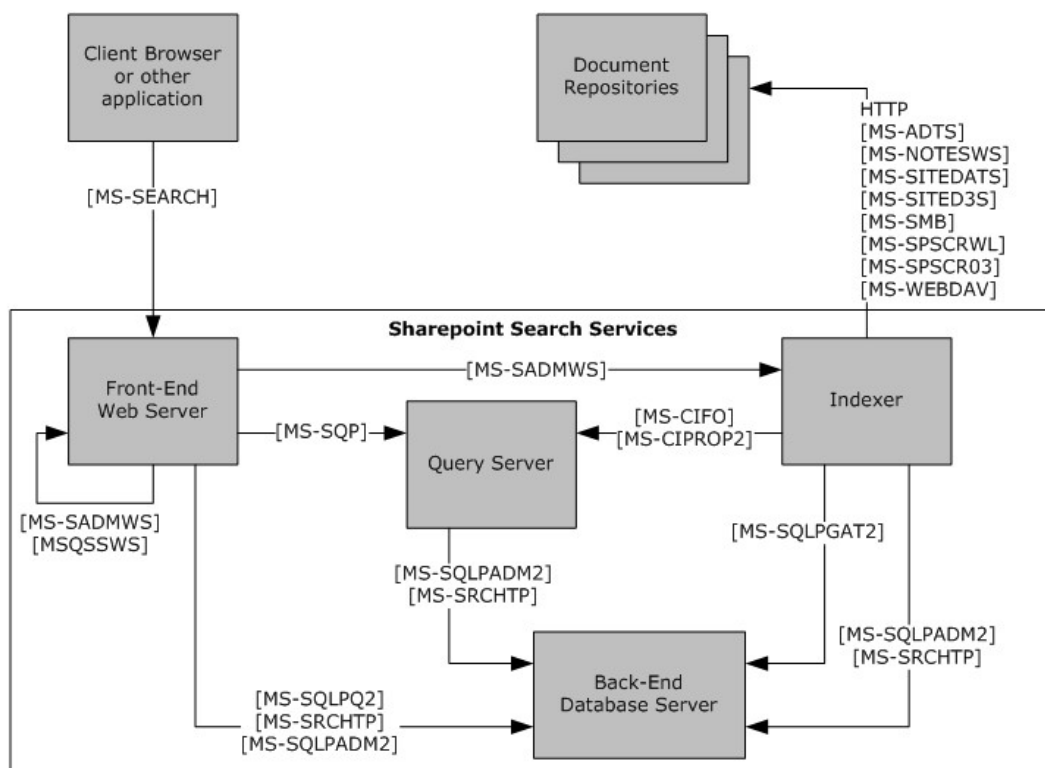 Client Browser
or other
application
Document
Repositories
HTTP
[MS-ADTS]
[MS-NOTESWS]
[MS-SITEDATS]
[MS-SITED3S]
[MS-SMB]
[MS-SPSCRWL]
[MS-SPSCR03]
[MS-WEBDAV]
[MS-SEARCH]
Sharepoint Search Services
Front-End
Web Server
[MS-SADMWS]
Indexer
[MS-SQP]
Query Server
[MS-CIFO]
[MS-CIPROP2]
[MS-SADMWS]
[MSQSSWS]
[MS-SQLPGAT2]
[MS-SQLPADM2]
[MS-SRCHTP]
[MS-SQLPADM2]
[MS-SRCHTP]
Back-End
Database Server
[MS-SQLPQ2]
[MS-SRCHTP]
[MS-SQLPADM2]